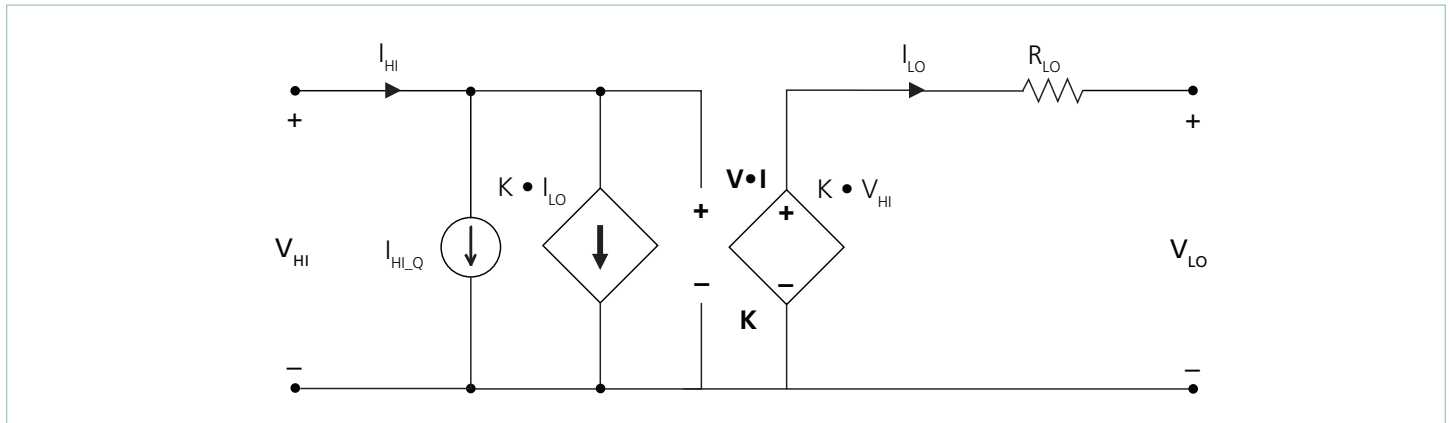 I_HI
I_LO
R_LO
+
+
K • I_LO
V•I
K • V_HI
+
+
V_HI
I_HI_Q
V_LO
–
–
K
–
–